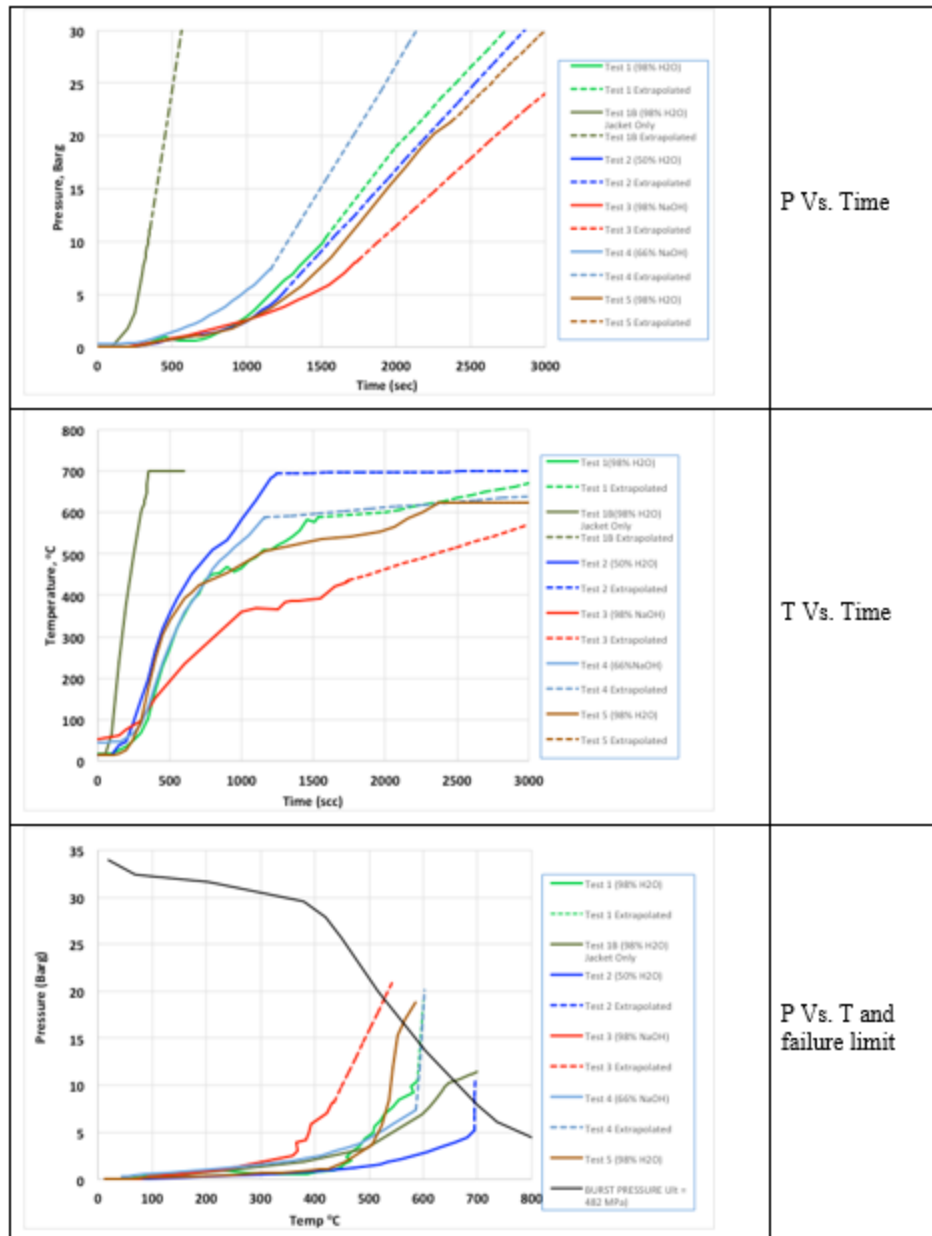 30
25
20
15
10
5
0
Pressure, Barg
0 500 1000 1500 2000 2500 3000
Time (sec)
Test 1 (98% H2O)
Test 1 Extrapolated
Test 1B (98% H2O)
Jacket Only
Test 1B Extrapolated
Test 2 (50% H2O)
Test 2 Extrapolated
Test 3 (98% NaOH)
Test 3 Extrapolated
Test 4 (66% NaOH)
Test 4 Extrapolated
Test 5 (98% H2O)
Test 5 Extrapolated
P Vs. Time
800
700
600
500
400
300
200
100
0
Temperature, °C
0 500 1000 1500 2000 2500 3000
Time (scc)
Test 1(98% H2O)
Test 1 Extrapolated
Test 1B(98% H2O)
Jacket Only
Test 1B Extrapolated
Test 2 (50% H2O)
Test 2 Extrapolated
Test 3 (98% NaOH)
Test 3 Extrapolated
Test 4 (66%NaOH)
Test 4 Extrapolated
Test 5 (98% H2O)
Test 5 Extrapolated
T Vs. Time
35
30
25
20
15
10
5
0
Pressure (Barg)
0 100 200 300 400 500 600 700 800
Temp °C
Test 1 (98% H2O)
Test 1 Extrapolated
Test 1B (98% H2O)
Jacket Only
Test 2 (50% H2O)
Test 2 Extrapolated
Test 3 (98% NaOH)
Test 3 Extrapolated
Test 4 (66% NaOH)
Test 4 Extrapolated
Test 5 (98% H2O)
BURST PRESSURE Ult =
482 MPa)
P Vs. T and
failure limit